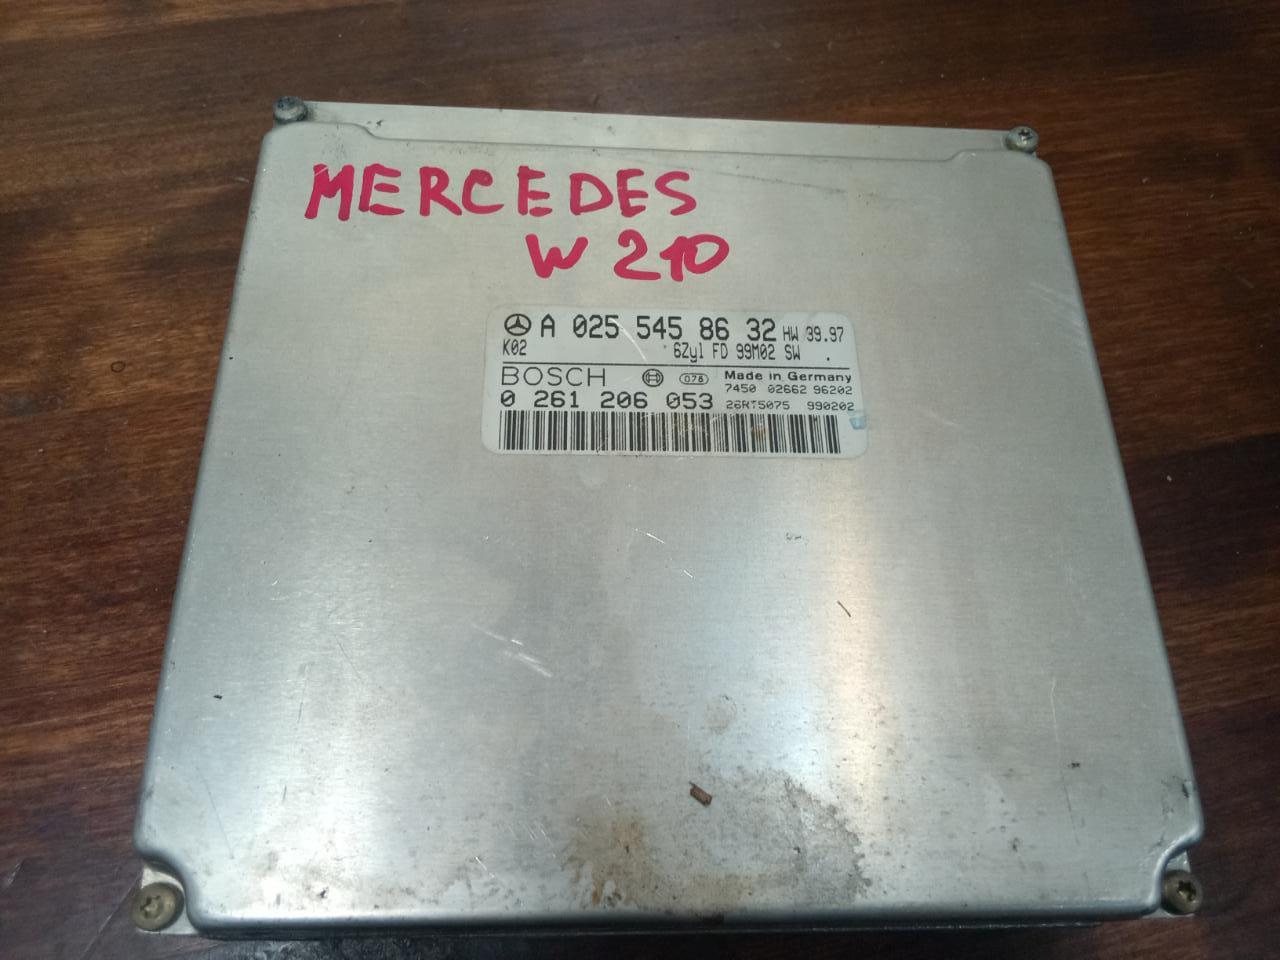 MERCEDES
W 210
A 025 545 86 32 HW 39.97
K02 6Zyl FD 99M02 SW .
BOSCH 078 Made in Germany
7450 02662 96202
0 261 206 053 26RT5075 990202